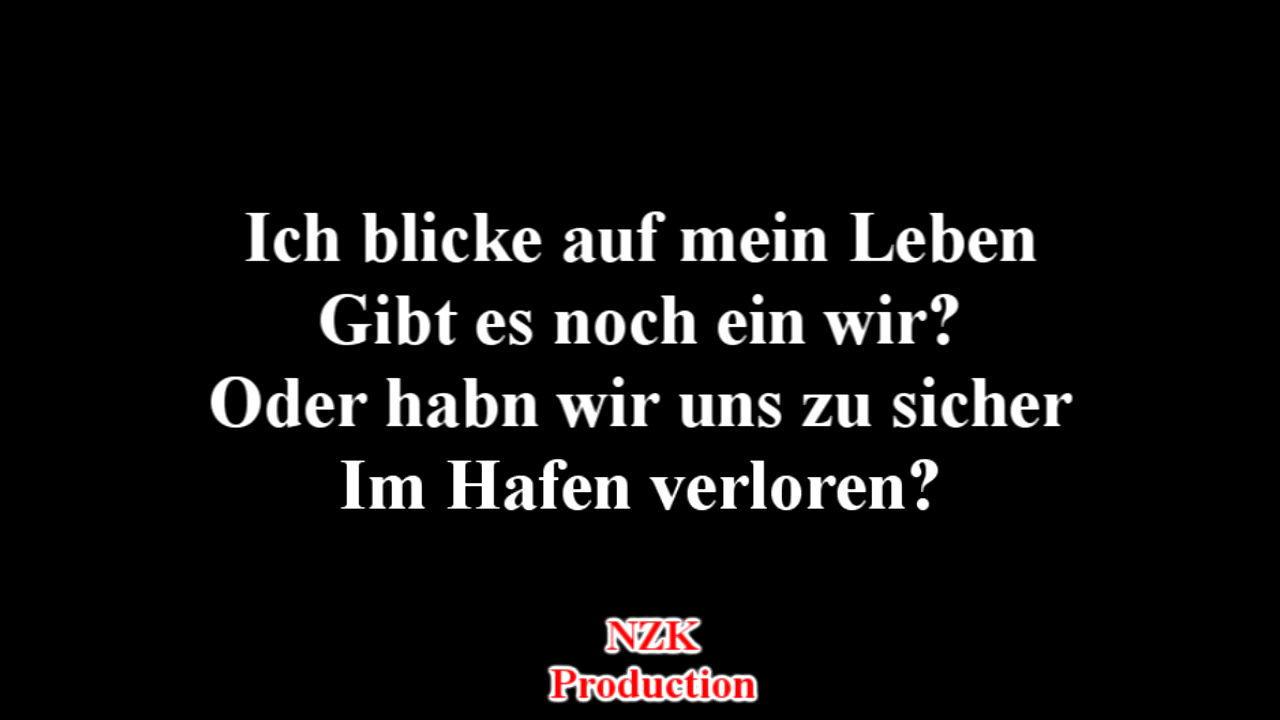 Ich blicke auf mein Leben
Gibt es noch ein wir?
Oder habn wir uns zu sicher
Im Hafen verloren?
NZK
Production